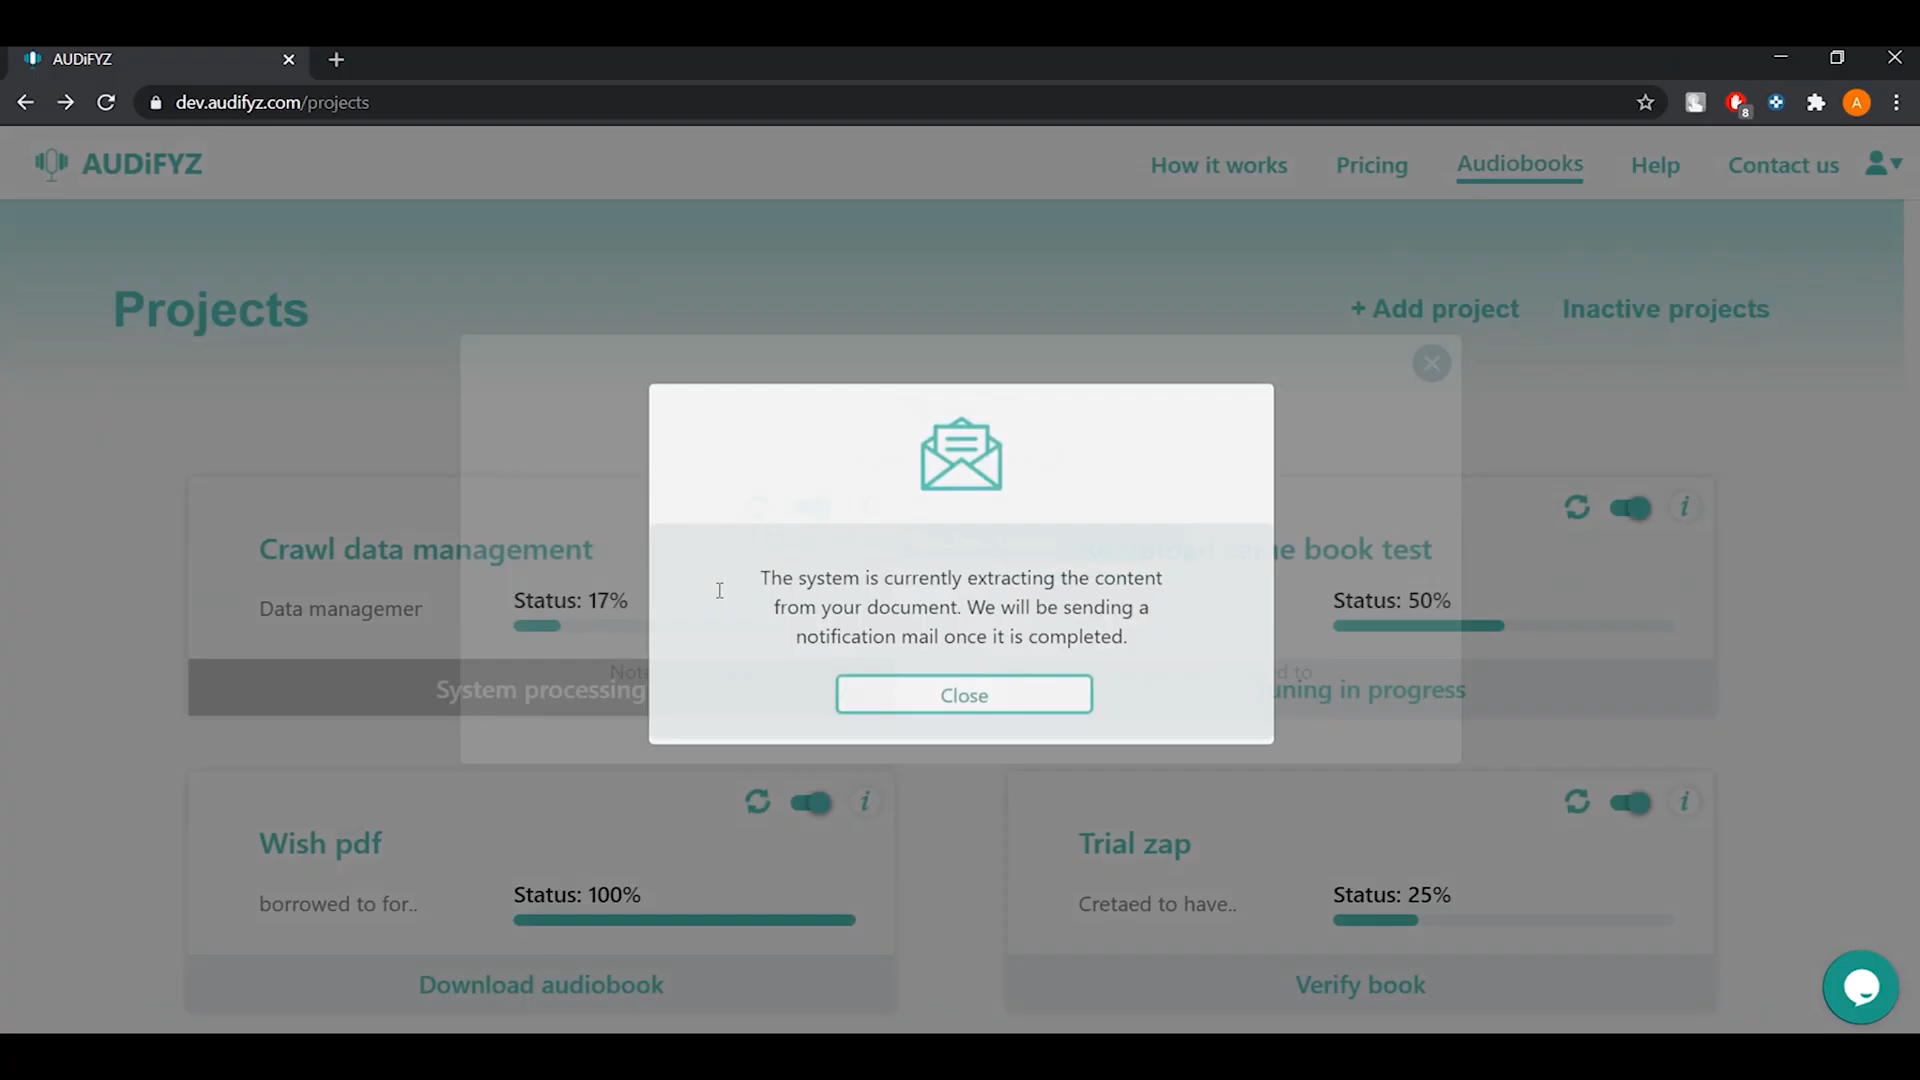 AUDiFYZ
dev.audifyz.com/projects
8
A
AUDiFYZ
How it works
Pricing
Audiobooks
Help
Contact us
Projects
+ Add project
Inactive projects
Crawl data management
Data managemer
Status: 17%
System processing
The system is currently extracting the content
from your document. We will be sending a
notification mail once it is completed.
Close
book test
Status: 50%
in progress
Wish pdf
borrowed to for..
Status: 100%
Download audiobook
Trial zap
Cretaed to have..
Status: 25%
Verify book